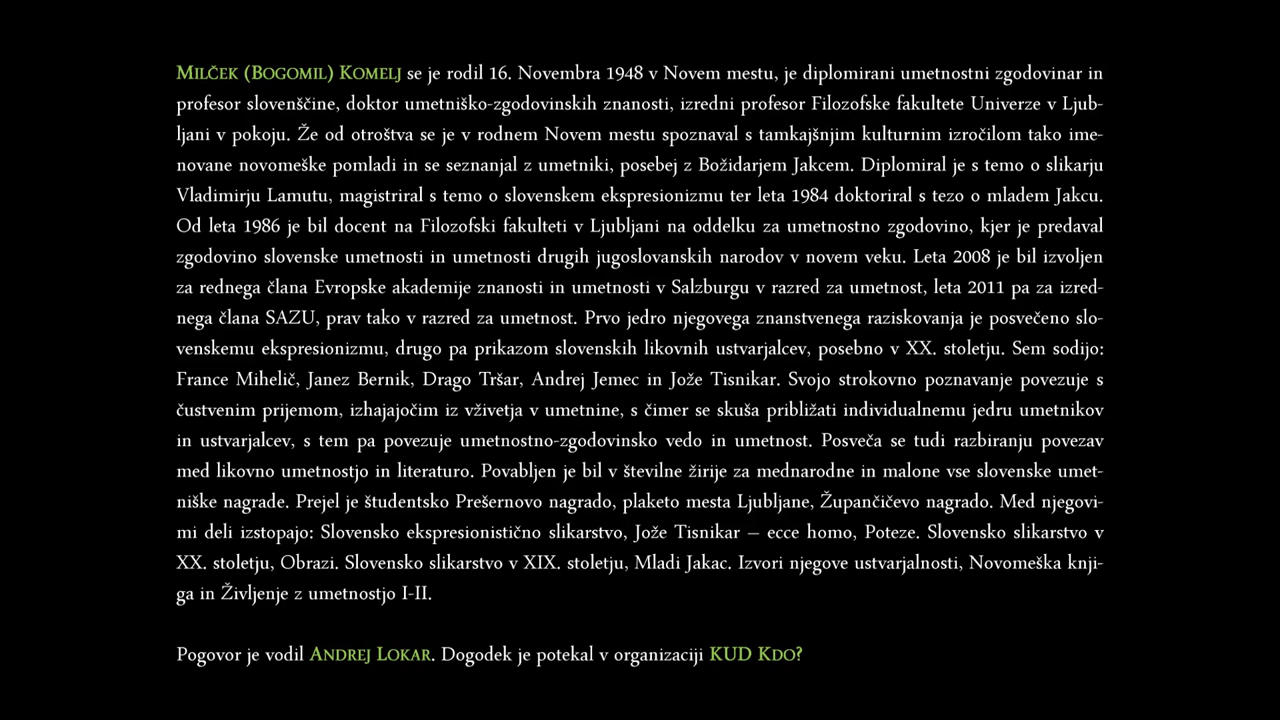 Milček (Bogomil) Komelj se je rodil 16. Novembra 1948 v Novem mestu, je diplomirani umetnostni zgodovinar in
profesor slovenščine, doktor umetniško-zgodovinskih znanosti, izredni profesor Filozofske fakultete Univerze v Ljub-
ljani v pokoju. Že od otroštva se je v rodnem Novem mestu spoznaval s tamkajšnjim kulturnim izročilom tako ime-
novane novomeške pomladi in se seznanjal z umetniki, posebej z Božidarjem Jakcem. Diplomiral je s temo o slikarju
Vladimirju Lamutu, magistriral s temo o slovenskem ekspresionizmu ter leta 1984 doktoriral s tezo o mladem Jakcu.
Od leta 1986 je bil docent na Filozofski fakulteti v Ljubljani na oddelku za umetnostno zgodovino, kjer je predaval
zgodovino slovenske umetnosti in umetnosti drugih jugoslovanskih narodov v novem veku. Leta 2008 je bil izvoljen
za rednega člana Evropske akademije znanosti in umetnosti v Salzburgu v razred za umetnost, leta 2011 pa za izred-
nega člana SAZU, prav tako v razred za umetnost. Prvo jedro njegovega znanstvenega raziskovanja je posvečeno slo-
venskemu ekspresionizmu, drugo pa prikazom slovenskih likovnih ustvarjalcev, posebno v XX. stoletju. Sem sodijo:
France Mihelič, Janez Bernik, Drago Tršar, Andrej Jemec in Jože Tisnikar. Svojo strokovno poznavanje povezuje s
čustvenim prijemom, izhajajočim iz vživetja v umetnine, s čimer se skuša približati individualnemu jedru umetnikov
in ustvarjalcev, s tem pa povezuje umetnostno-zgodovinsko vedo in umetnost. Posveča se tudi razbiranju povezav
med likovno umetnostjo in literaturo. Povabljen je bil v številne žirije za mednarodne in malone vse slovenske umet-
niške nagrade. Prejel je študentsko Prešernovo nagrado, plaketo mesta Ljubljane, Župančičevo nagrado. Med njegovi-
mi deli izstopajo: Slovensko ekspresionistično slikarstvo, Jože Tisnikar – ecce homo, Poteze. Slovensko slikarstvo v
XX. stoletju, Obrazi. Slovensko slikarstvo v XIX. stoletju, Mladi Jakac. Izvori njegove ustvarjalnosti, Novomeška knji-
ga in Življenje z umetnostjo I-II.
Pogovor je vodil Andrej Lokar. Dogodek je potekal v organizaciji KUD Kdo?